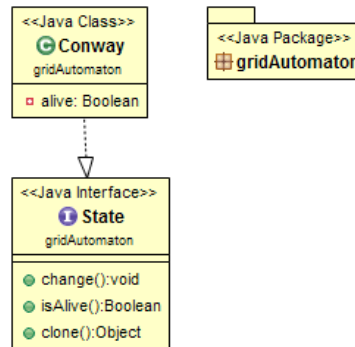 <<Java Class>>
Conway
gridAutomaton
alive: Boolean
<<Java Package>>
gridAutomaton
<<Java Interface>>
State
gridAutomaton
change():void
isAlive():Boolean
clone():Object